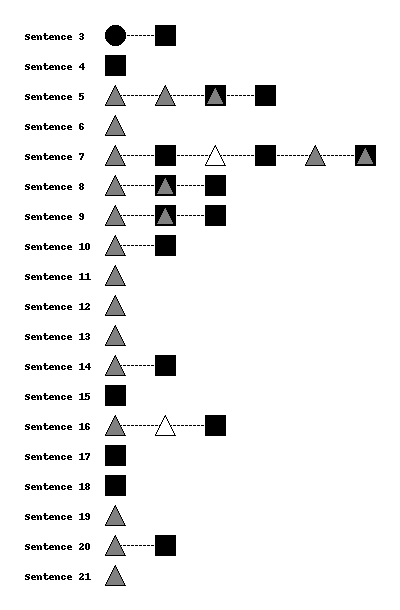 Sentence 3
Sentence 4
Sentence 5
Sentence 6
Sentence 7
Sentence 8
Sentence 9
Sentence 10
Sentence 11
Sentence 12
Sentence 13
Sentence 14
Sentence 15
Sentence 16
Sentence 17
Sentence 18
Sentence 19
Sentence 20
Sentence 21